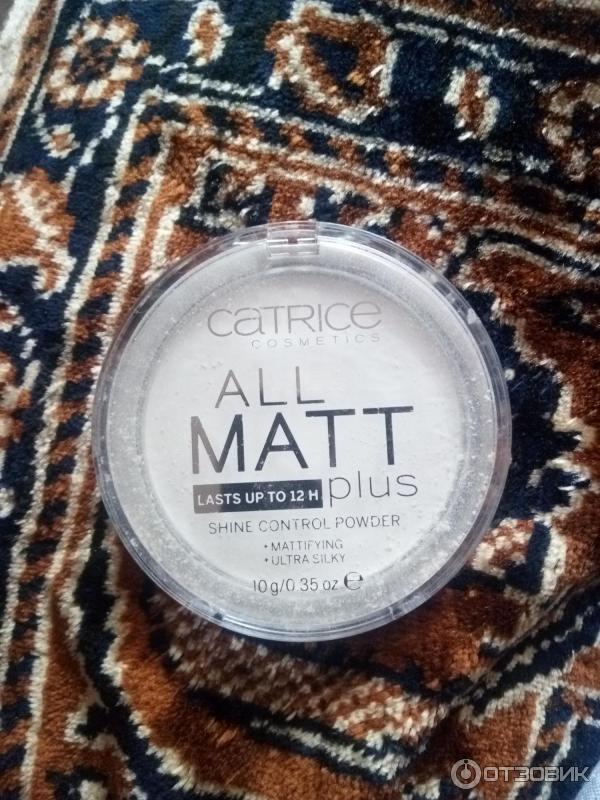 CATRICE
COSMETICS
ALL
MATT
LASTS UP TO 12 H plus
SHINE CONTROL POWDER
• MATTIFYING
• ULTRA SILKY
10 g/0.35 oz ℮
ОТЗОВИК